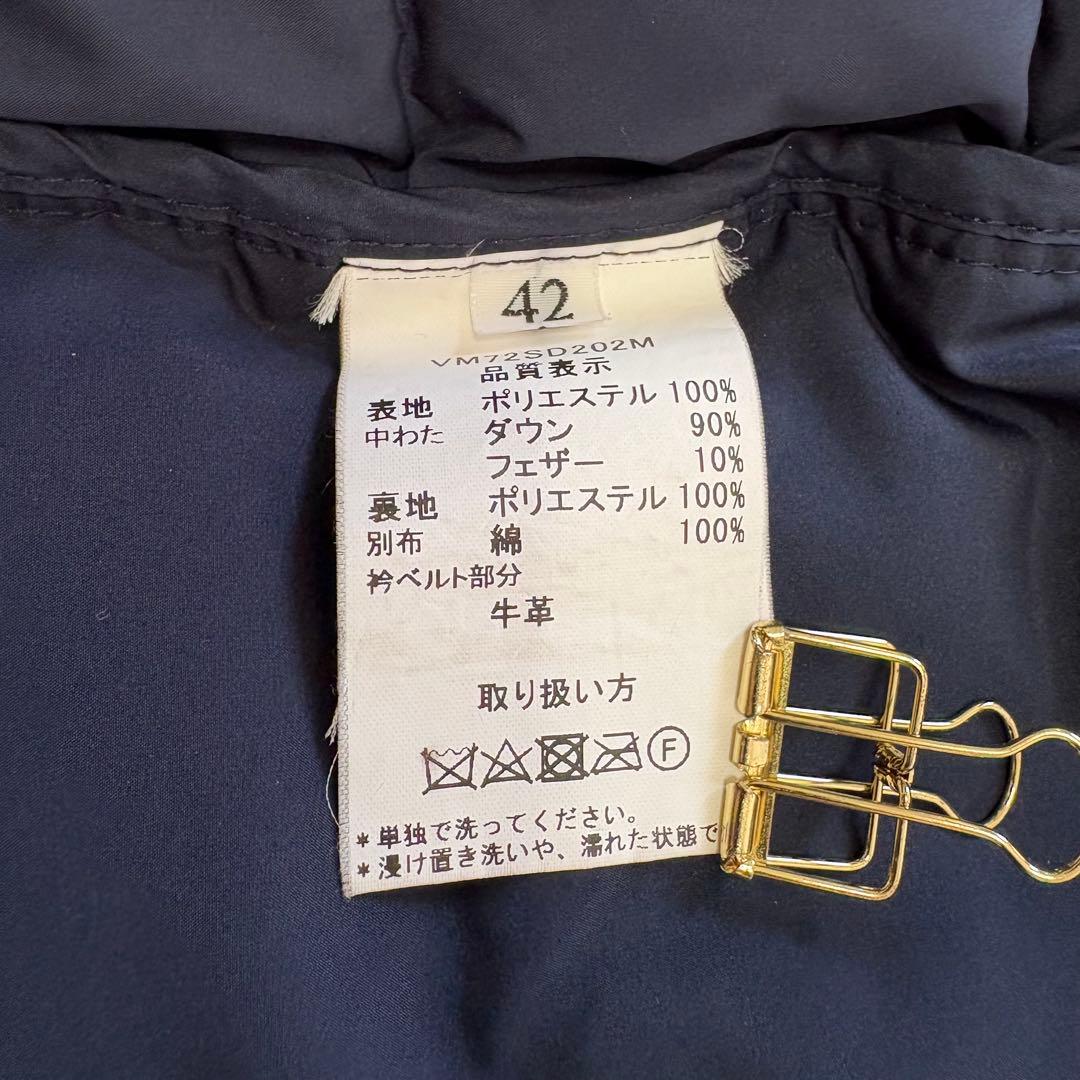 42
VM72SD202M
品質表示
表地 ポリエステル 100%
中わた ダウン 90%
フェザー 10%
裏地 ポリエステル 100%
別布 綿 100%
衿ベルト部分
牛革
取り扱い方
F
*単独で洗ってください。
*浸け置き洗いや、濡れた状態で